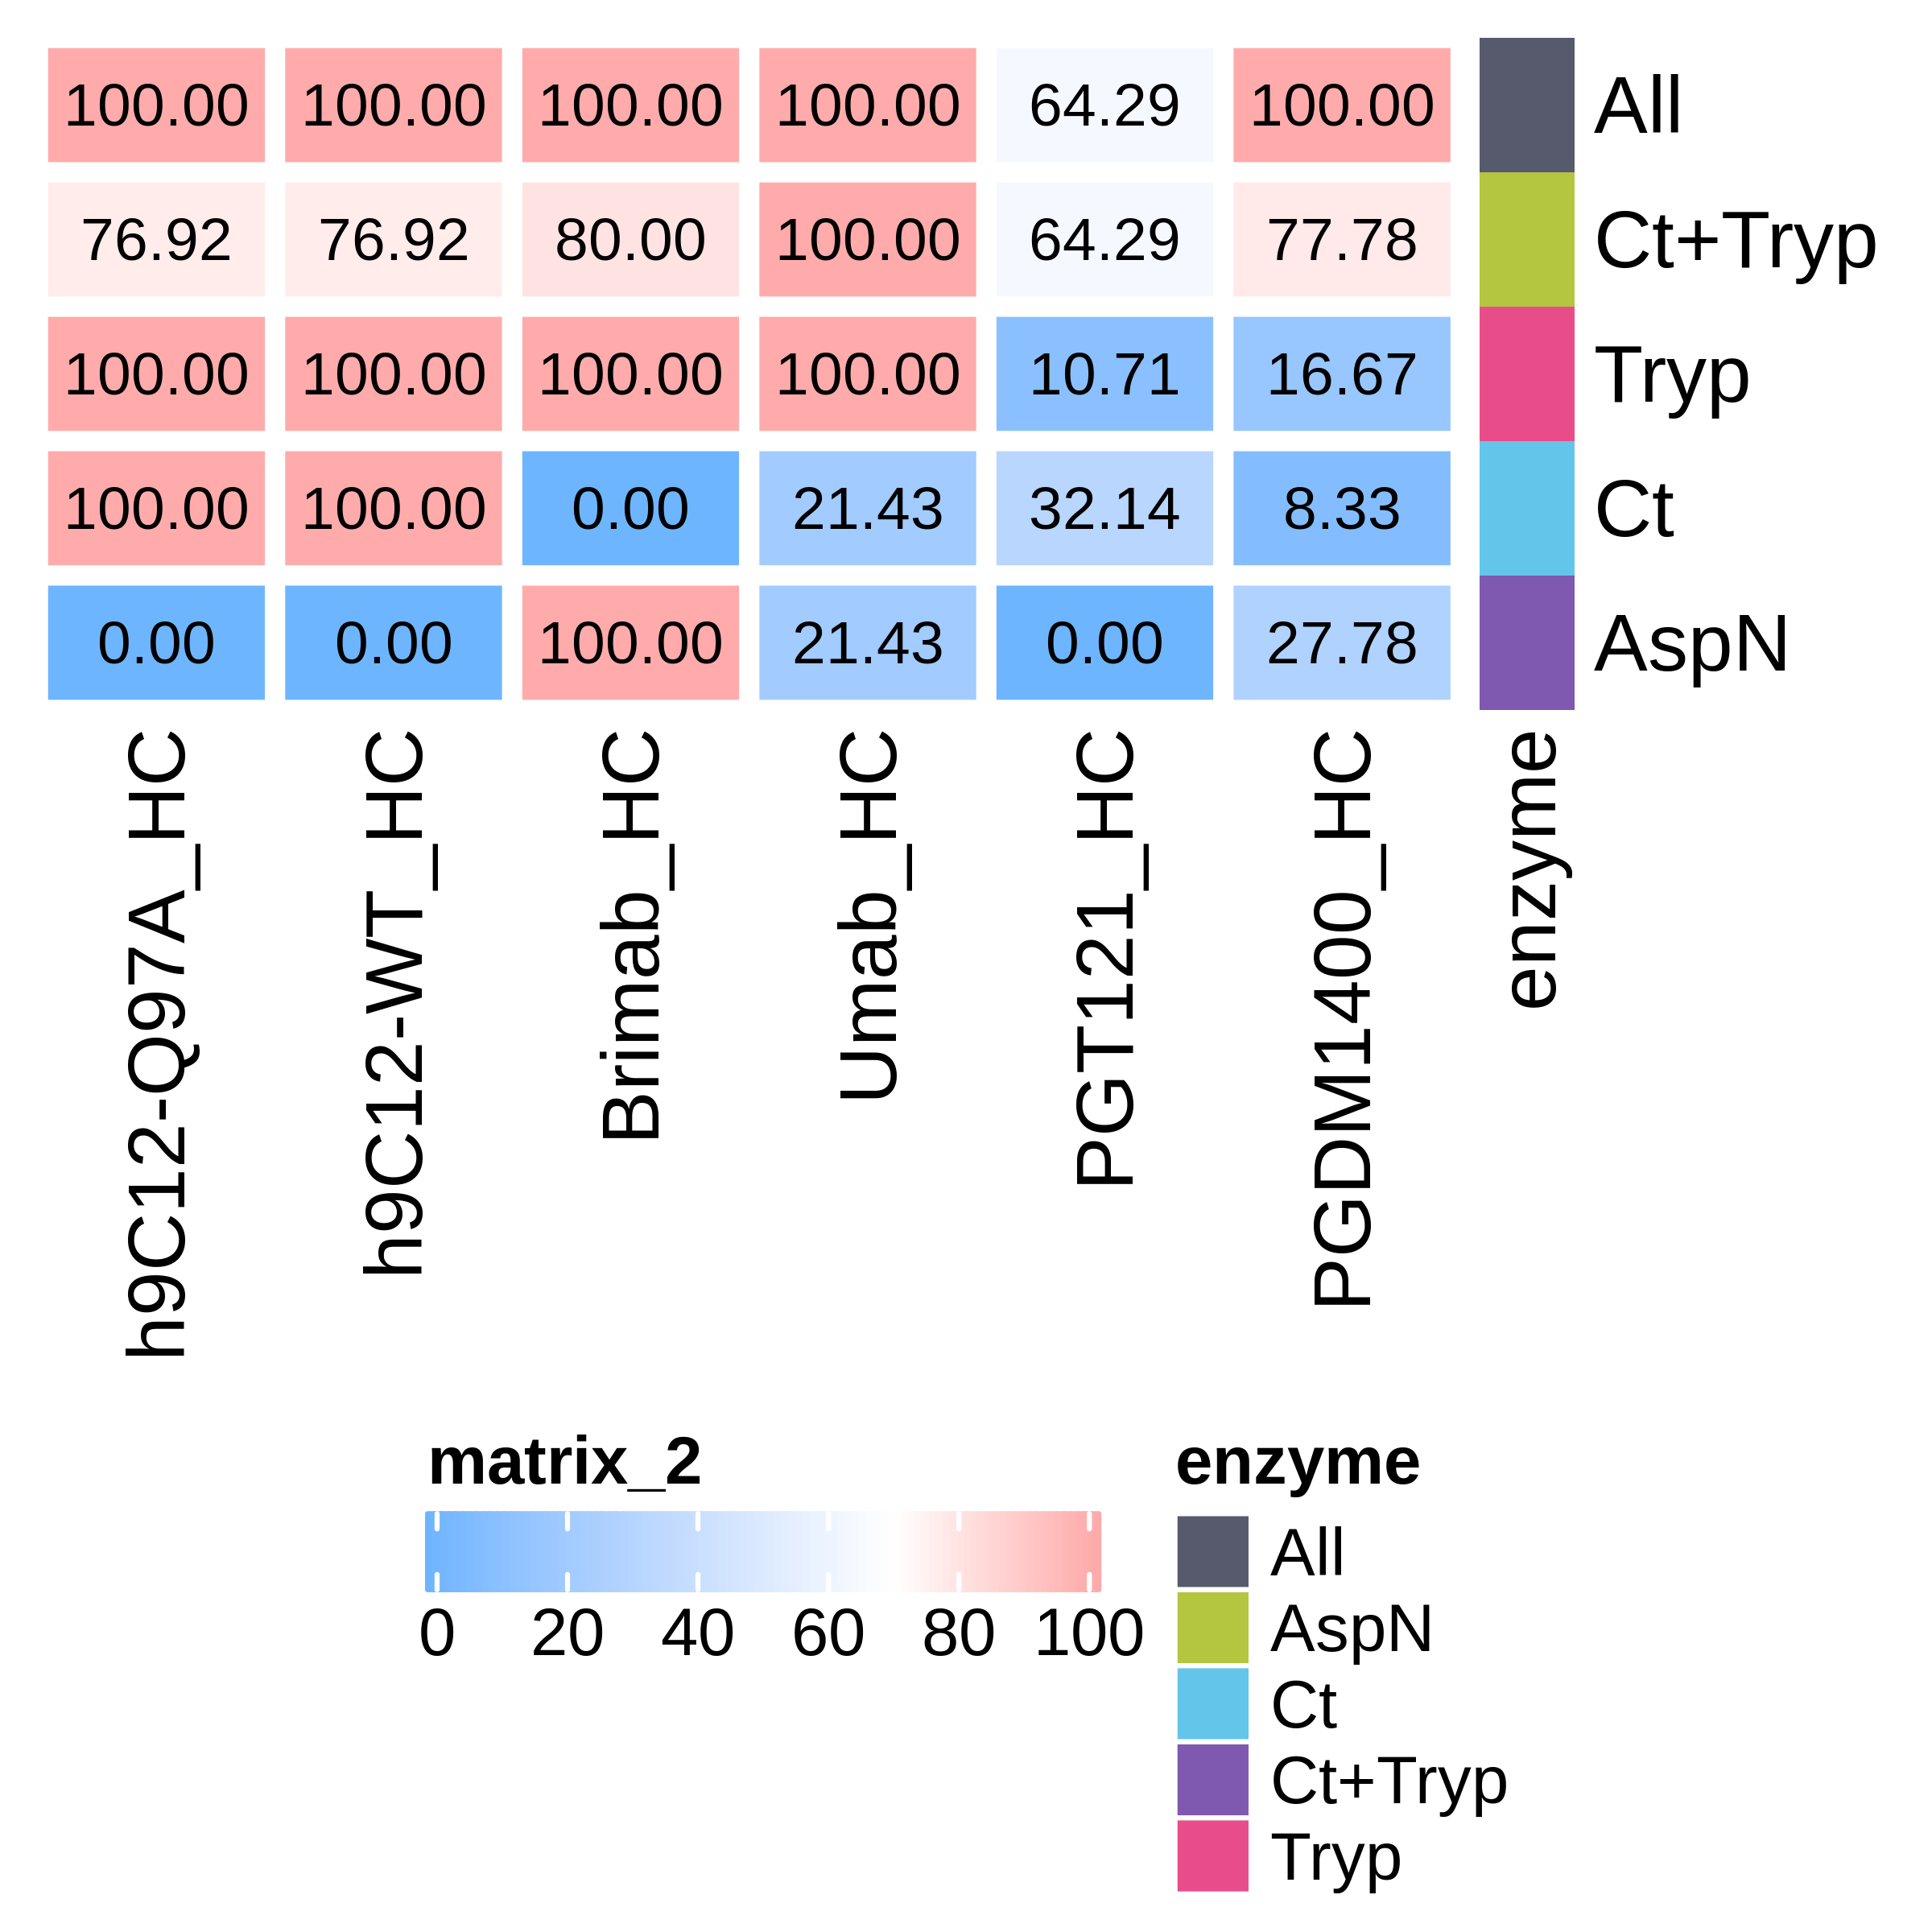 100.00 100.00 100.00 100.00 64.29 100.00 All
76.92 76.92 80.00 100.00 64.29 77.78 Ct+Tryp
100.00 100.00 100.00 100.00 10.71 16.67 Tryp
100.00 100.00 0.00 21.43 32.14 8.33 Ct
0.00 0.00 100.00 21.43 0.00 27.78 AspN
h9C12-Q97A_HC
h9C12-WT_HC
Brimab_HC
Umab_HC
PGT121_HC
PGDM1400_HC
enzyme
matrix_2
0 20 40 60 80 100
enzyme
All
AspN
Ct
Ct+Tryp
Tryp